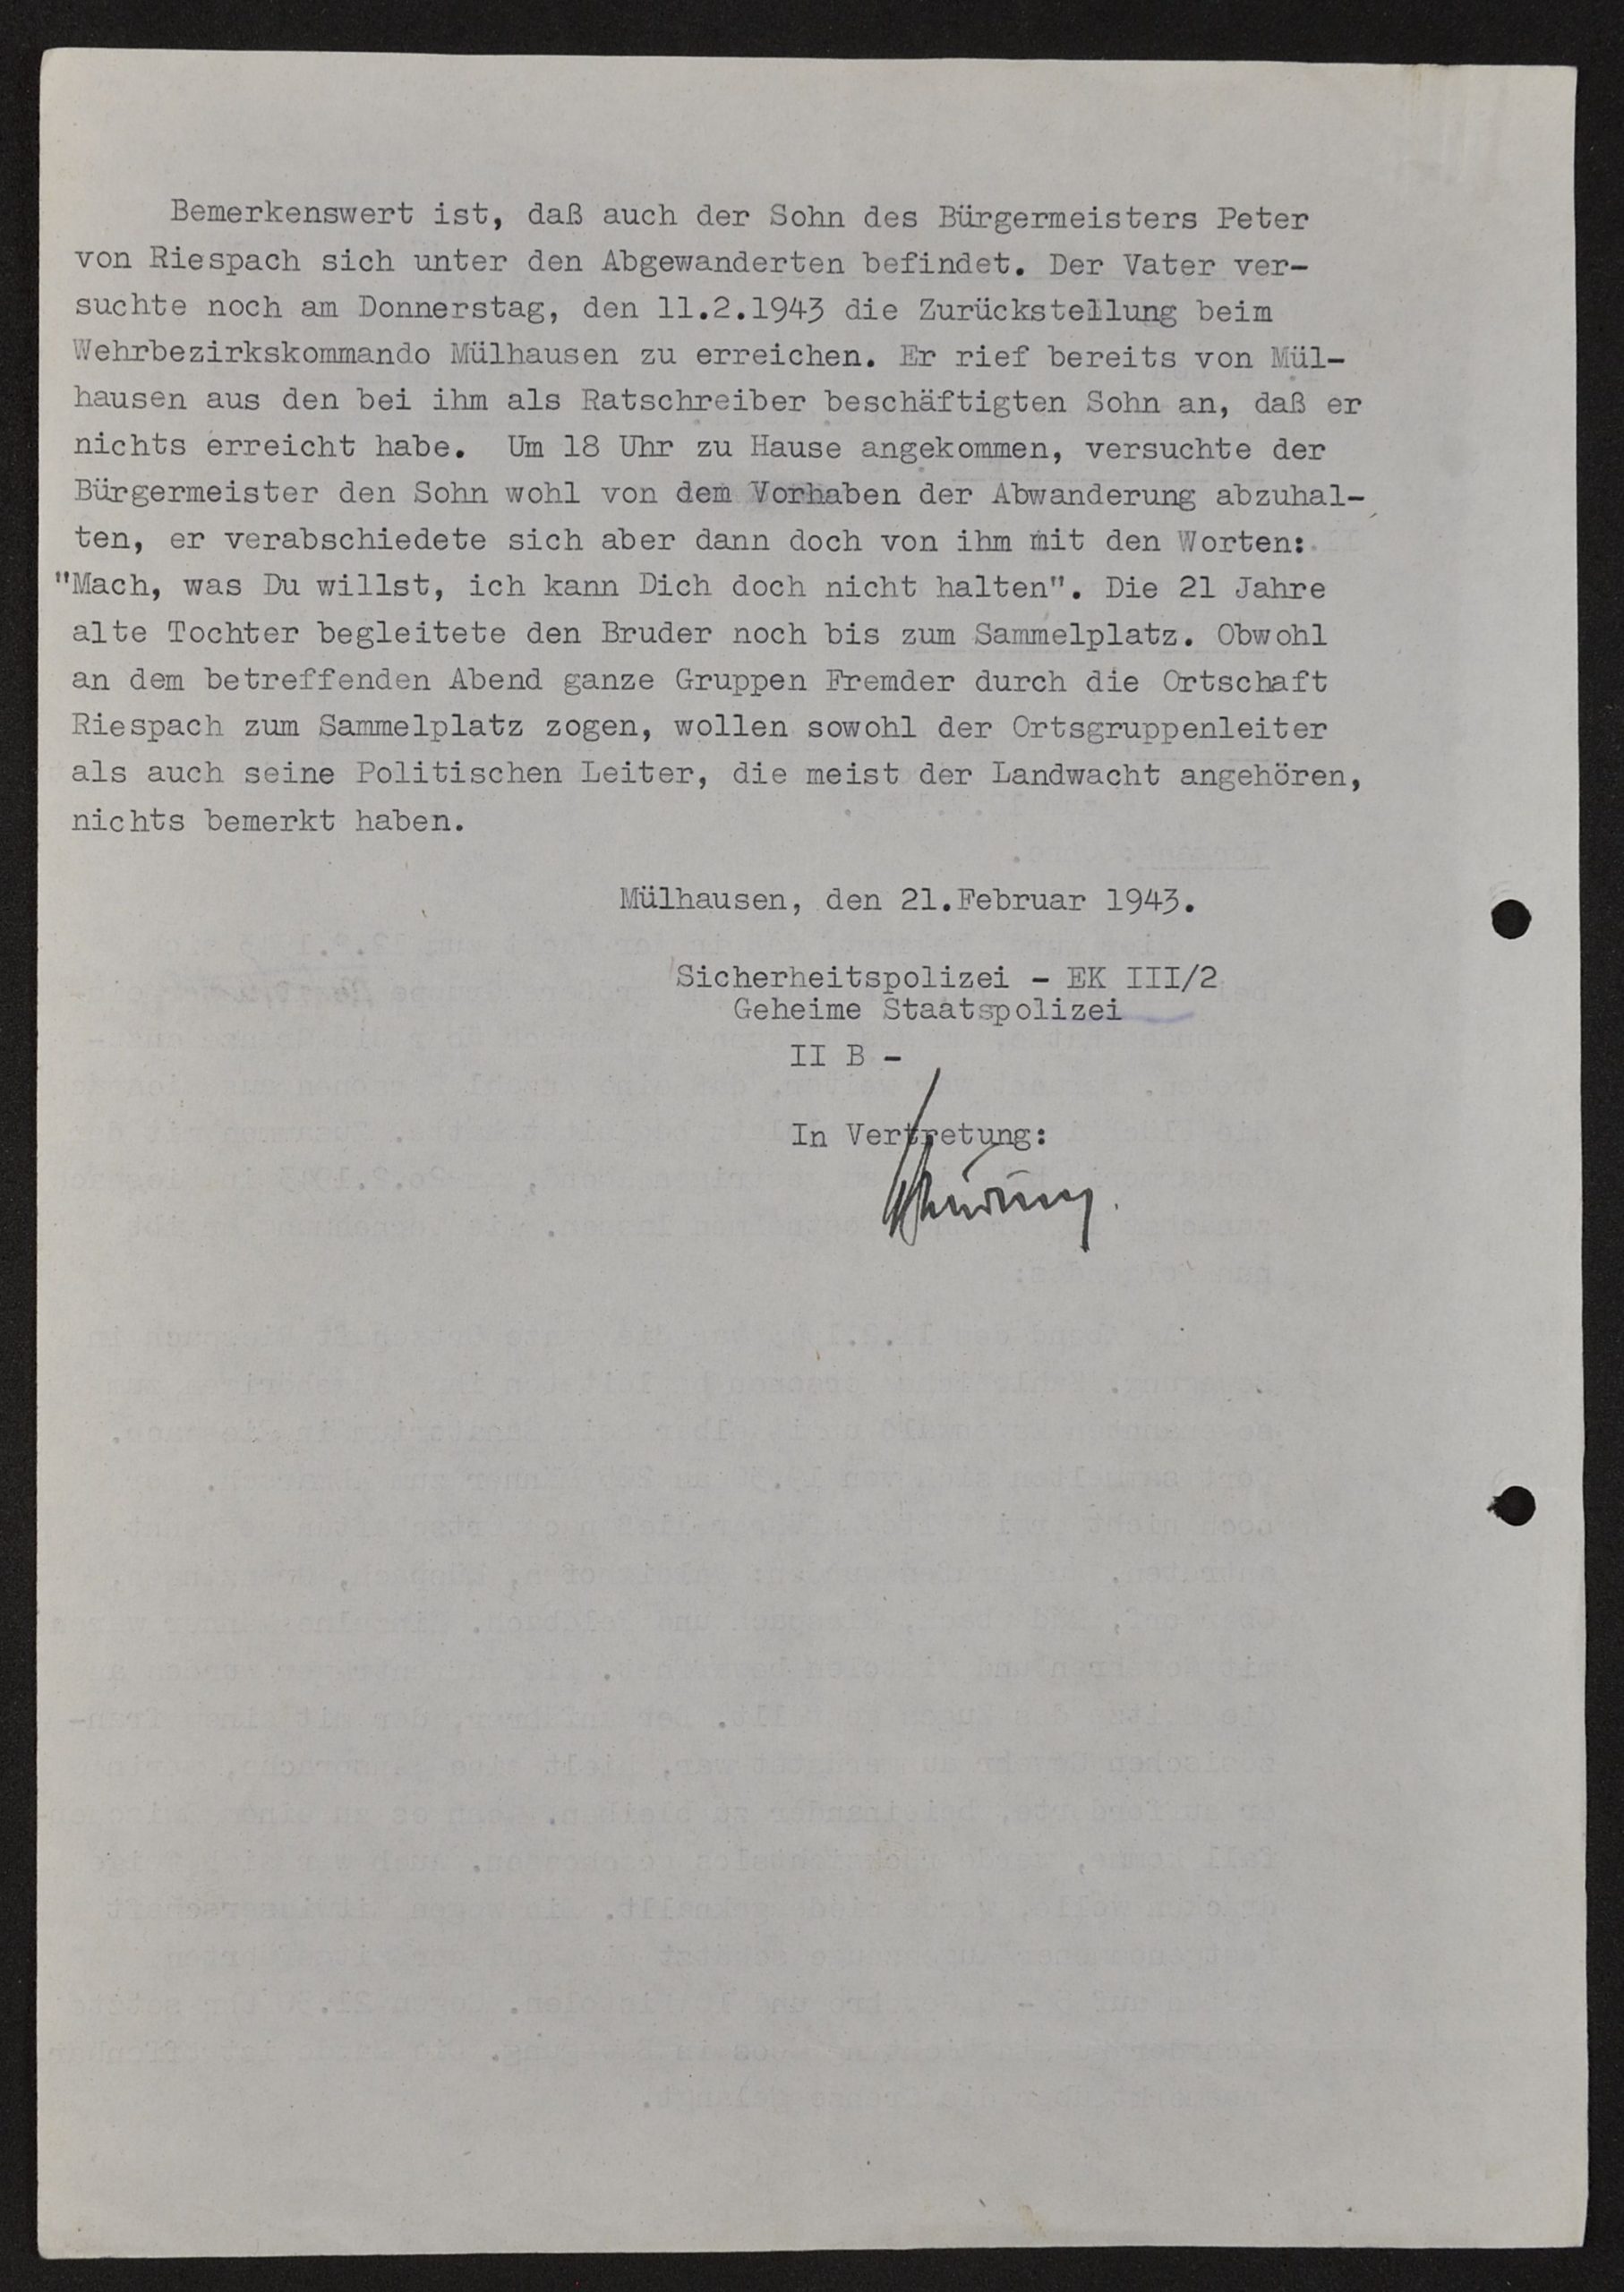 Bemerkenswert ist, daß auch der Sohn des Bürgermeisters Peter
von Riespach sich unter den Abgewanderten befindet. Der Vater ver-
suchte noch am Donnerstag, den 11.2.1943 die Zurückstellung beim
Wehrbezirkskommando Mülhausen zu erreichen. Er rief bereits von Mül-
hausen aus den bei ihm als Ratschreiber beschäftigten Sohn an, daß er
nichts erreicht habe. Um 18 Uhr zu Hause angekommen, versuchte der
Bürgermeister den Sohn wohl von dem Vorhaben der Abwanderung abzuhal-
ten, er verabschiedete sich aber dann doch von ihm mit den Worten:
"Mach, was Du willst, ich kann Dich doch nicht halten". Die 21 Jahre
alte Tochter begleitete den Bruder noch bis zum Sammelplatz. Obwohl
an dem betreffenden Abend ganze Gruppen Fremder durch die Ortschaft
Riespach zum Sammelplatz zogen, wollen sowohl der Ortsgruppenleiter
als auch seine Politischen Leiter, die meist der Landwacht angehören,
nichts bemerkt haben.
Mülhausen, den 21.Februar 1943.
Sicherheitspolizei - EK III/2
Geheime Staatspolizei
II B -
In Vertretung: